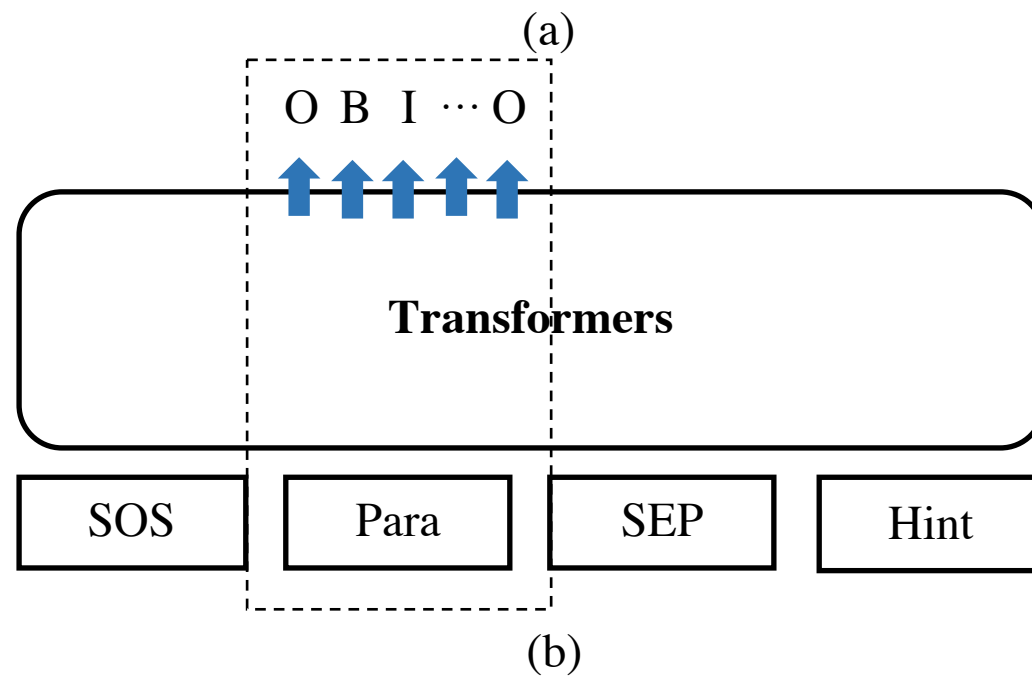 (a)
O B I ··· O
Transformers
SOS Para SEP Hint
(b)